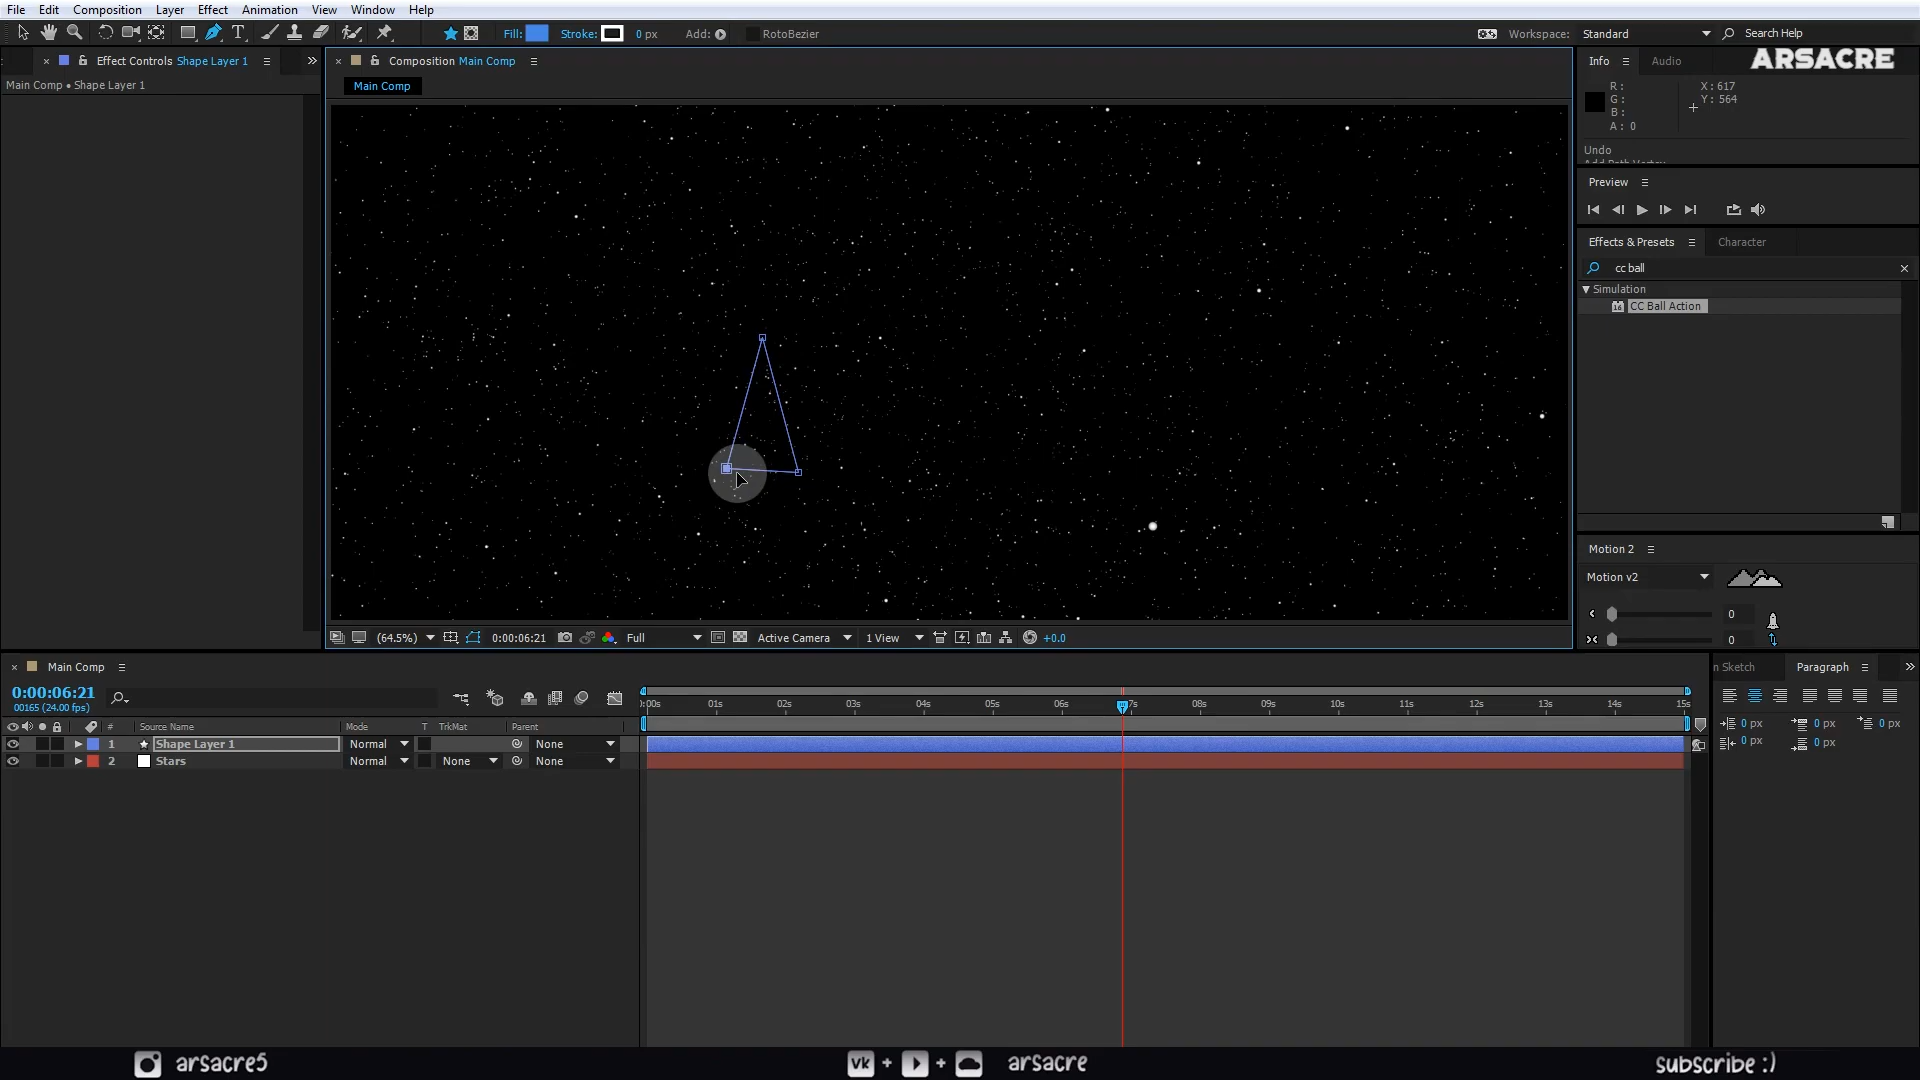 File Edit Composition Layer Effect Animation View Window Help
Fill: Stroke: 0 px Add: RotoBezier Workspace: Standard Search Help
Effect Controls Shape Layer 1
Main Comp • Shape Layer 1
Composition Main Comp
Main Comp
Info Audio
ARSACRE
R : X : 617
G : Y : 564
B :
A : 0
Undo
Preview
Effects & Presets Character
cc ball
Simulation
CC Ball Action
Motion 2
Motion v2
0
0
(64.5%) 0:00:06:21 Full Active Camera 1 View +0.0
Main Comp
0:00:06:21
00165 (24.00 fps)
:00s 01s 02s 03s 04s 05s 06s 7s 08s 09s 10s 11s 12s 13s 14s 15s
# Source Name Mode T TrkMat Parent
1 Shape Layer 1 Normal None
2 Stars Normal None None
n Sketch Paragraph
0 px 0 px 0 px
0 px 0 px
arsacre5 vk + + arsacre subscribe :)